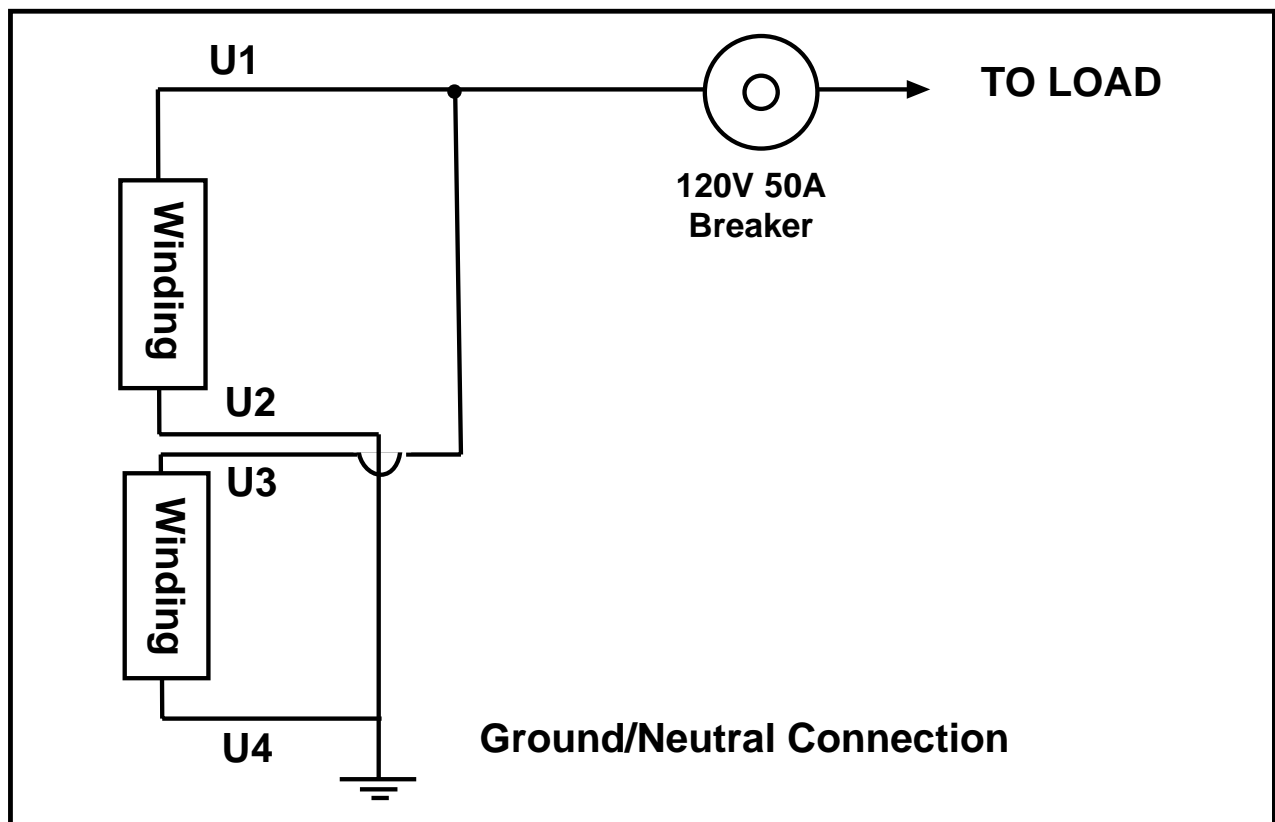 U1
TO LOAD
120V 50A
Breaker
Winding
U2
U3
Winding
U4
Ground/Neutral Connection